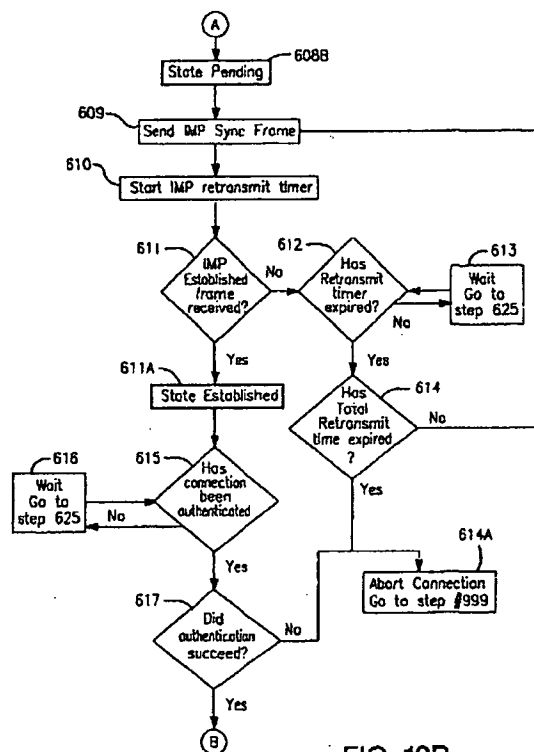 A
608B
State Pending
609
Send IMP Sync Frame
610
Start IMP retransmit timer
611
IMP
Established
frame
received?
No
612
Has
Retransmit
timer
expired?
613
Wait
Go to
step 625
No
Yes
611A
State Established
Yes
614
Has
Total
Retransmit
time expired
?
No
616
Wait
Go to
step 625
615
Has
connection
been
authenticated
No
Yes
614A
Abort Connection
Go to step #999
Yes
617
Did
authentication
succeed?
No
Yes
B